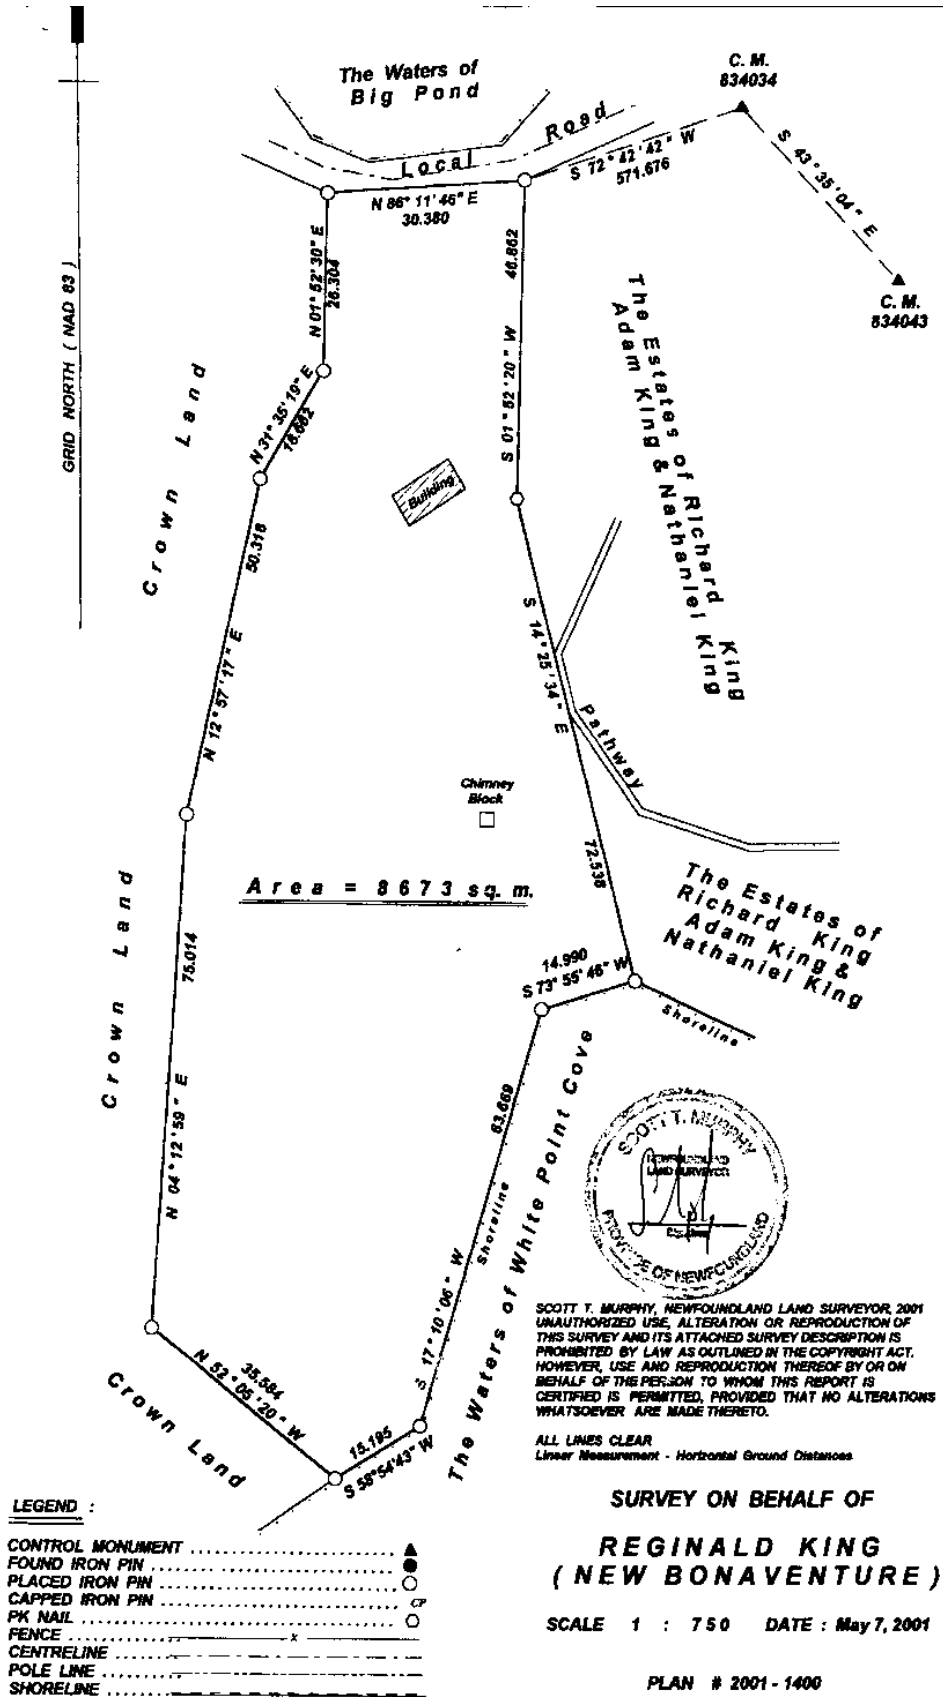 The Waters of
Big Pond
C. M.
834034
Local Road
S 72° 42' 42" W
571.676
S 43° 35' 04" E
C. M.
834043
N 86° 11' 46" E
30.380
N 01° 52' 30" E
26.304
46.862
S 01° 52' 20" W
GRID NORTH ( NAD 83 )
The Estates of Richard King
Adam King & Nathaniel King
Crown Land
N 31° 35' 19" E
18.662
Building
50.318
N 12° 57' 17" E
S 14° 25' 34" E
72.538
Pathway
Chimney
Block
Area = 8673 sq. m.
The Estates of
Richard King
Adam King &
Nathaniel King
Crown Land
75.014
N 04° 12' 59" E
14.990
S 73° 55' 46" W
Shoreline
63.669
S 17° 10' 06" W
Shoreline
The Waters of White Point Cove
SCOTT T. MURPHY
NEWFOUNDLAND
LAND SURVEYOR
PROVINCE OF NEWFOUNDLAND
35.584
N 52° 05' 20" W
Crown Land
15.195
S 58°54'43" W
SCOTT T. MURPHY, NEWFOUNDLAND LAND SURVEYOR, 2001
UNAUTHORIZED USE, ALTERATION OR REPRODUCTION OF
THIS SURVEY AND ITS ATTACHED SURVEY DESCRIPTION IS
PROHIBITED BY LAW AS OUTLINED IN THE COPYRIGHT ACT.
HOWEVER, USE AND REPRODUCTION THEREOF BY OR ON
BEHALF OF THE PERSON TO WHOM THIS REPORT IS
CERTIFIED IS PERMITTED, PROVIDED THAT NO ALTERATIONS
WHATSOEVER ARE MADE THERETO.
ALL LINES CLEAR
Linear Measurement - Horizontal Ground Distances
LEGEND :
CONTROL MONUMENT
FOUND IRON PIN
PLACED IRON PIN
CAPPED IRON PIN CP
PK NAIL
FENCE x
CENTRELINE
POLE LINE
SHORELINE
SURVEY ON BEHALF OF
REGINALD KING
( NEW BONAVENTURE )
SCALE 1 : 750 DATE : May 7, 2001
PLAN # 2001 - 1400